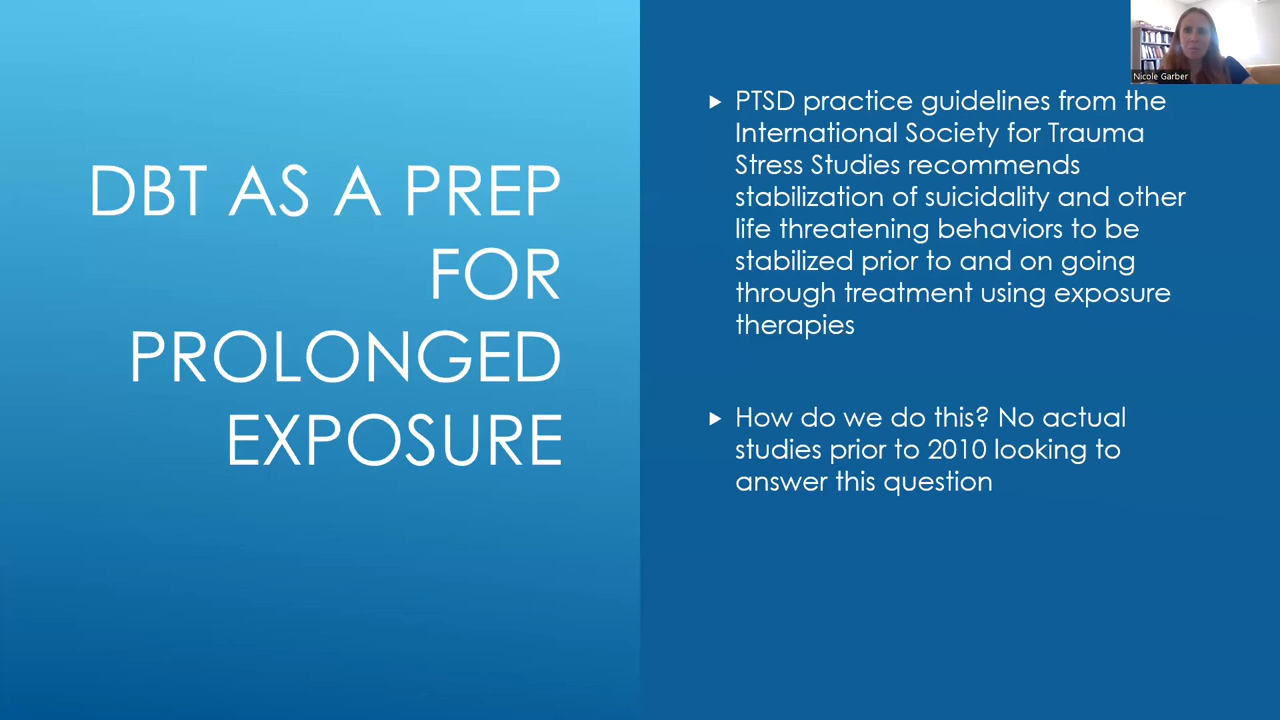 DBT AS A PREP
FOR
PROLONGED
EXPOSURE
PTSD practice guidelines from the
International Society for Trauma
Stress Studies recommends
stabilization of suicidality and other
life threatening behaviors to be
stabilized prior to and on going
through treatment using exposure
therapies
How do we do this? No actual
studies prior to 2010 looking to
answer this question
Nicole Garber